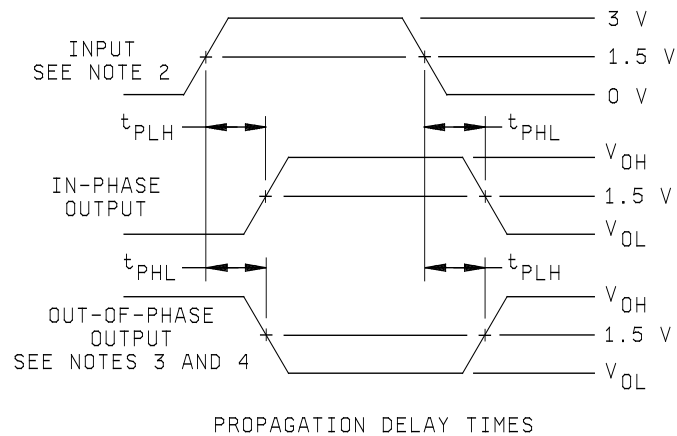 3 V
INPUT
SEE NOTE 2
1.5 V
0 V
tPLH
tPHL
VOH
IN-PHASE
OUTPUT
1.5 V
VOL
tPHL
tPLH
VOH
OUT-OF-PHASE
OUTPUT
SEE NOTES 3 AND 4
1.5 V
VOL
PROPAGATION DELAY TIMES